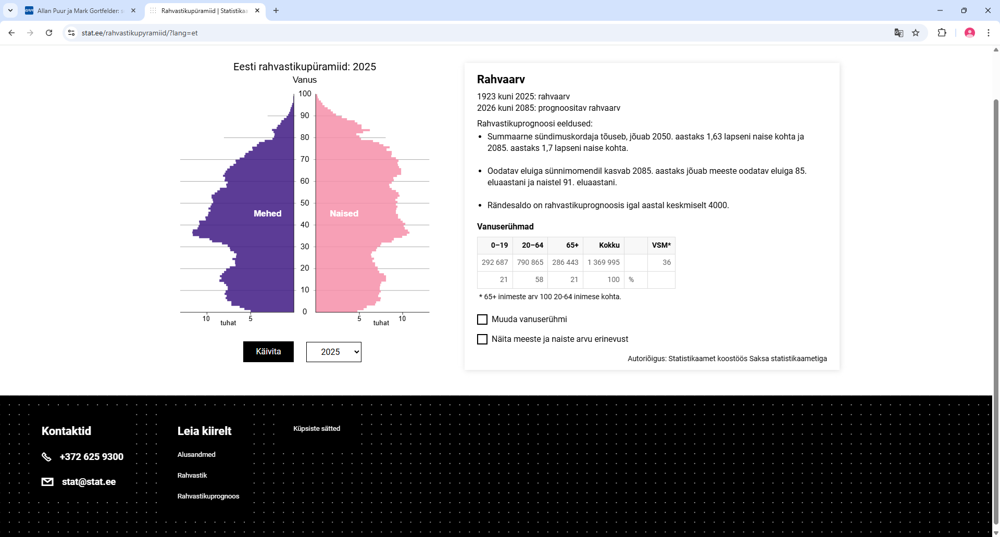 Allan Puur ja Mark Gortfelder: s
Rahvastikupüramiid | Statistikaa
stat.ee/rahvastikupyramiid/?lang=et
Eesti rahvastikupüramiid: 2025
Vanus
100
90
80
70
60
50
40
30
20
10
0
Mehed
Naised
10
5
5
10
tuhat
tuhat
Käivita
2025
Rahvaarv
1923 kuni 2025: rahvaarv
2026 kuni 2085: prognoositav rahvaarv
Rahvastikuprognoosi eeldused:
• Summaarne sündimuskordaja tõuseb, jõuab 2050. aastaks 1,63 lapseni naise kohta ja
2085. aastaks 1,7 lapseni naise kohta.
• Oodatav eluiga sünnimomendil kasvab 2085. aastaks jõuab meeste oodatav eluiga 85.
eluaastani ja naistel 91. eluaastani.
• Rändesaldo on rahvastikuprognoosis igal aastal keskmiselt 4000.
Vanuserühmad
0–19 20–64 65+ Kokku VSM*
292 687 790 865 286 443 1 369 995 36
21 58 21 100 %
* 65+ inimeste arv 100 20-64 inimese kohta.
Muuda vanuserühmi
Näita meeste ja naiste arvu erinevust
Autoriõigus: Statistikaamet koostöös Saksa statistikaametiga
Kontaktid
+372 625 9300
stat@stat.ee
Leia kiirelt
Alusandmed
Rahvastik
Rahvastikuprognoos
Küpsiste sätted